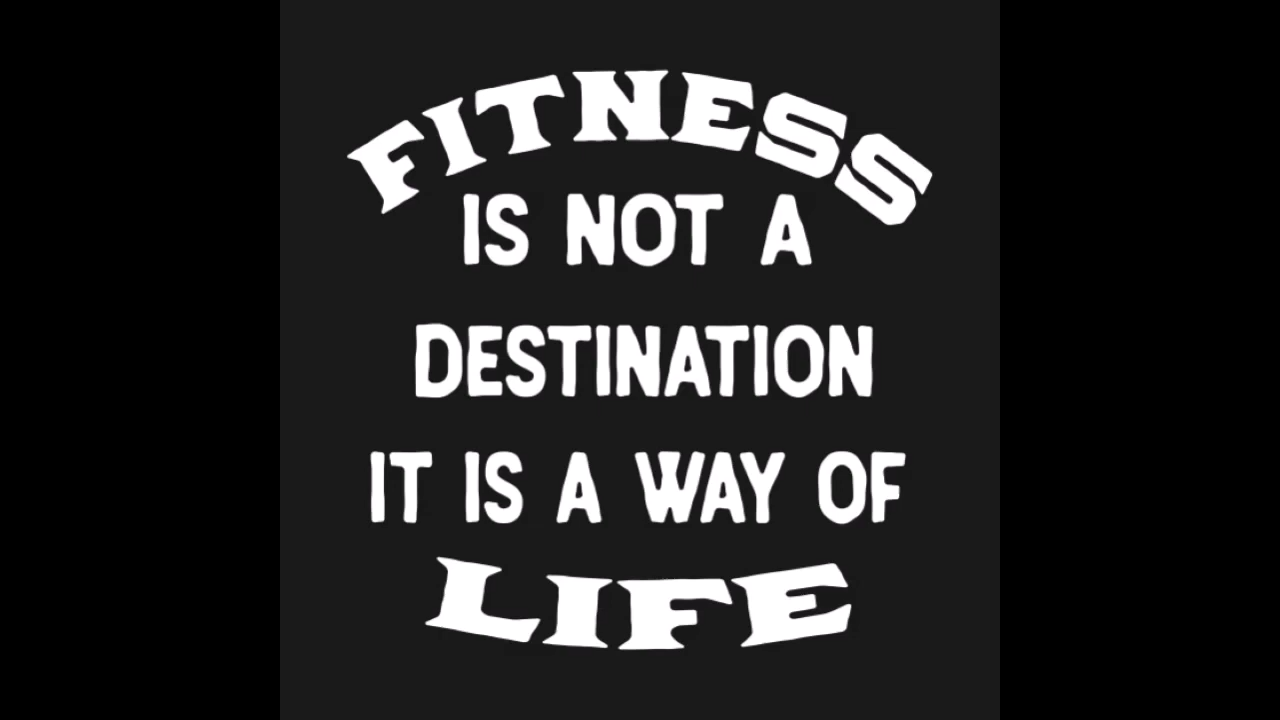 FITNESS
IS NOT A
DESTINATION
IT IS A WAY OF
LIFE